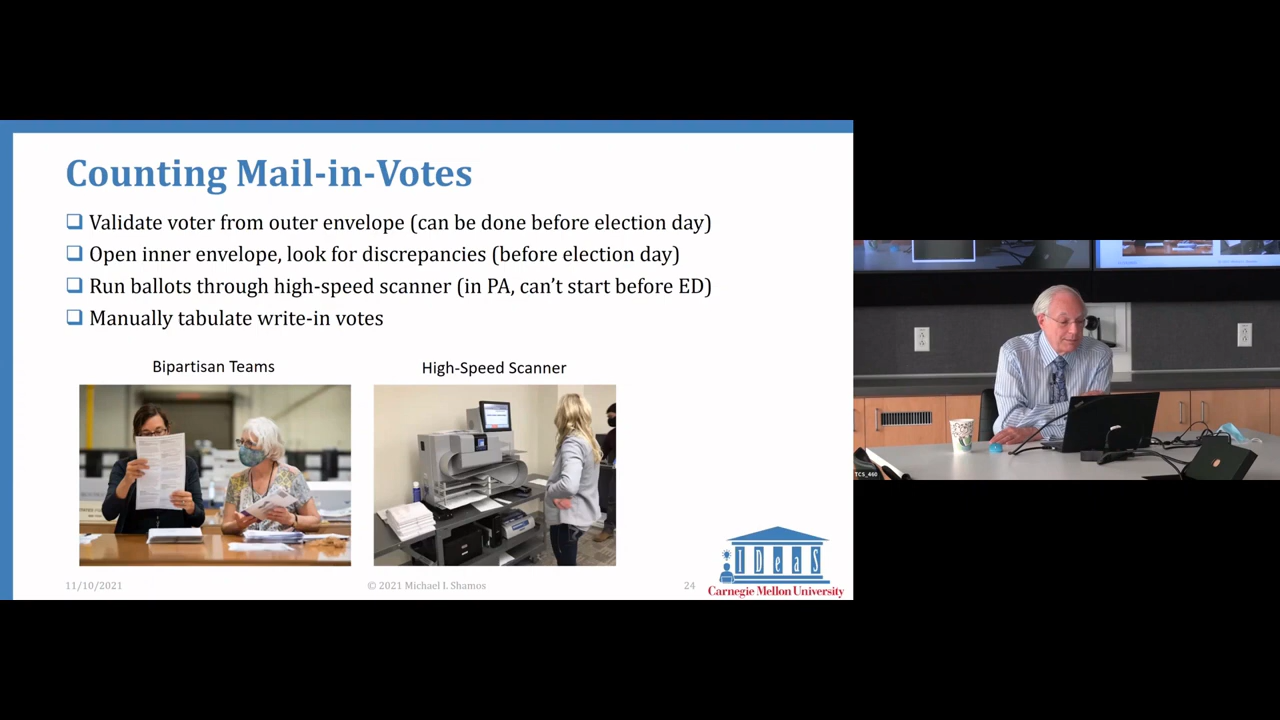 Counting Mail-in-Votes
Validate voter from outer envelope (can be done before election day)
Open inner envelope, look for discrepancies (before election day)
Run ballots through high-speed scanner (in PA, can't start before ED)
Manually tabulate write-in votes
Bipartisan Teams
High-Speed Scanner
IDeaS
Carnegie Mellon University
11/10/2021
© 2021 Michael I. Shamos
24
TCS_460